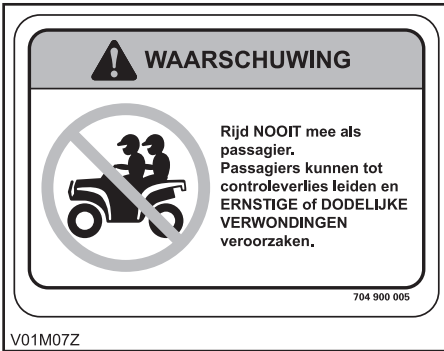 WAARSCHUWING
Rijd NOOIT mee als
passagier.
Passagiers kunnen tot
controleverlies leiden en
ERNSTIGE of DODELIJKE
VERWONDINGEN
veroorzaken.
704 900 005
V01M07Z